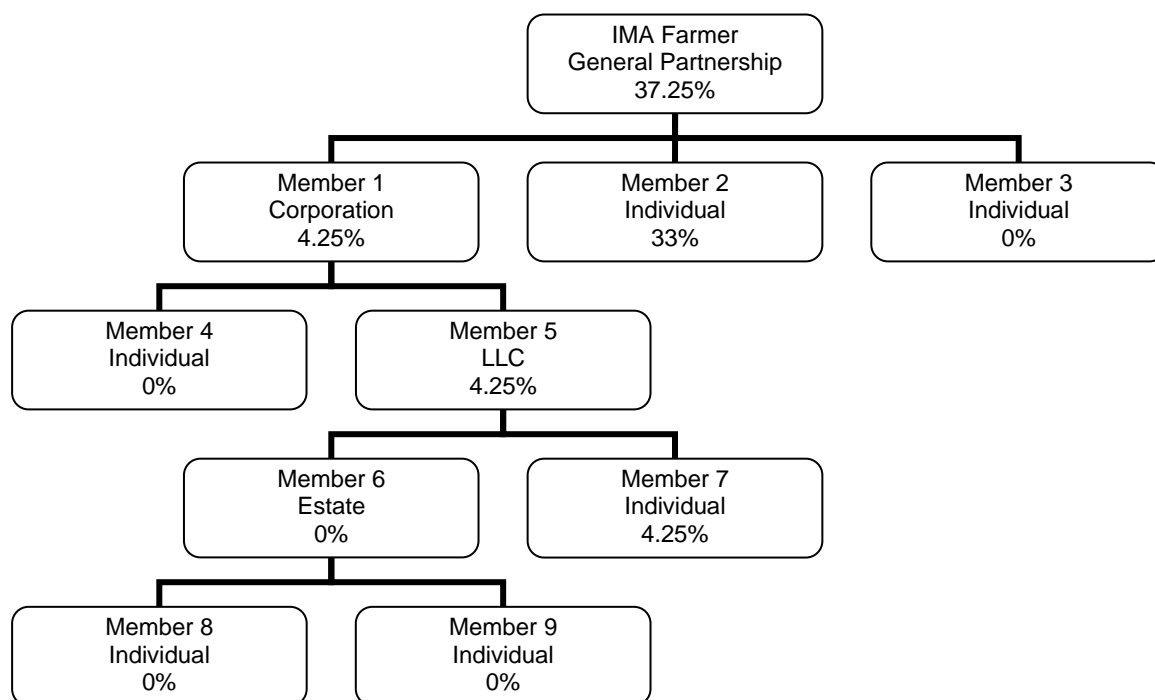 IMA Farmer
General Partnership
37.25%
Member 1
Corporation
4.25%
Member 2
Individual
33%
Member 3
Individual
0%
Member 4
Individual
0%
Member 5
LLC
4.25%
Member 6
Estate
0%
Member 7
Individual
4.25%
Member 8
Individual
0%
Member 9
Individual
0%